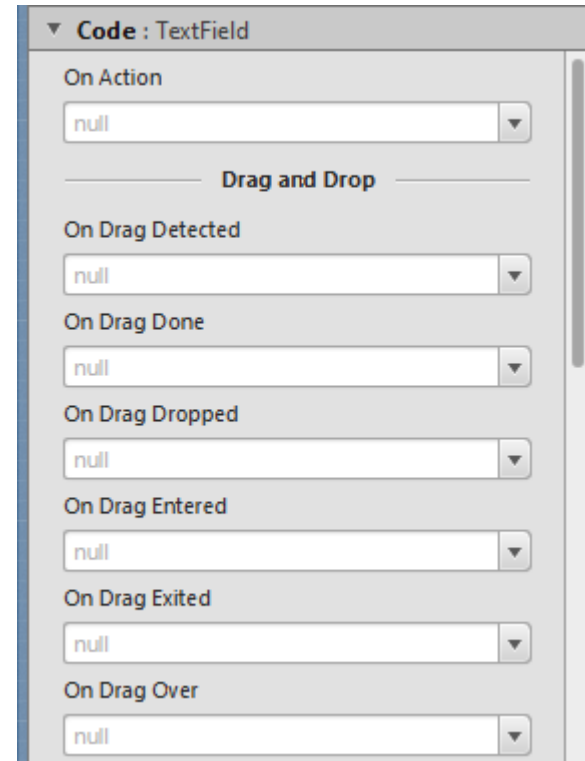 Code : TextField
On Action
null
Drag and Drop
On Drag Detected
null
On Drag Done
null
On Drag Dropped
null
On Drag Entered
null
On Drag Exited
null
On Drag Over
null